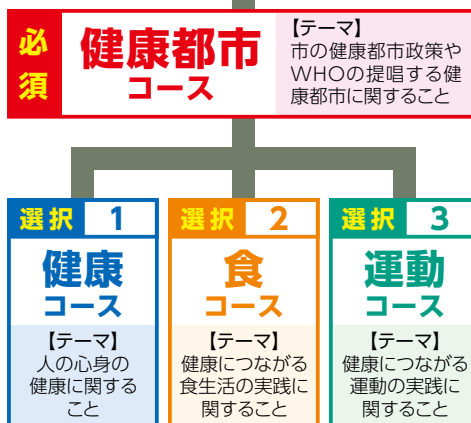 必須
健康都市
コース
【テーマ】
市の健康都市政策や
WHOの提唱する健
康都市に関すること
選択 1
健康
コース
【テーマ】
人の心身の
健康に関する
こと
選択 2
食
コース
【テーマ】
健康につながる
食生活の実践に
関すること
選択 3
運動
コース
【テーマ】
健康につながる
運動の実践に
関すること